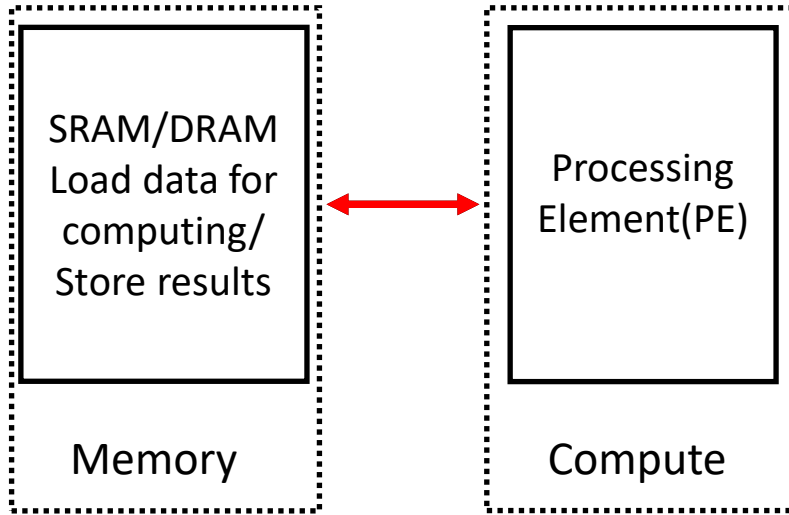 SRAM/DRAM
Load data for
computing/
Store results
Memory
Processing
Element(PE)
Compute